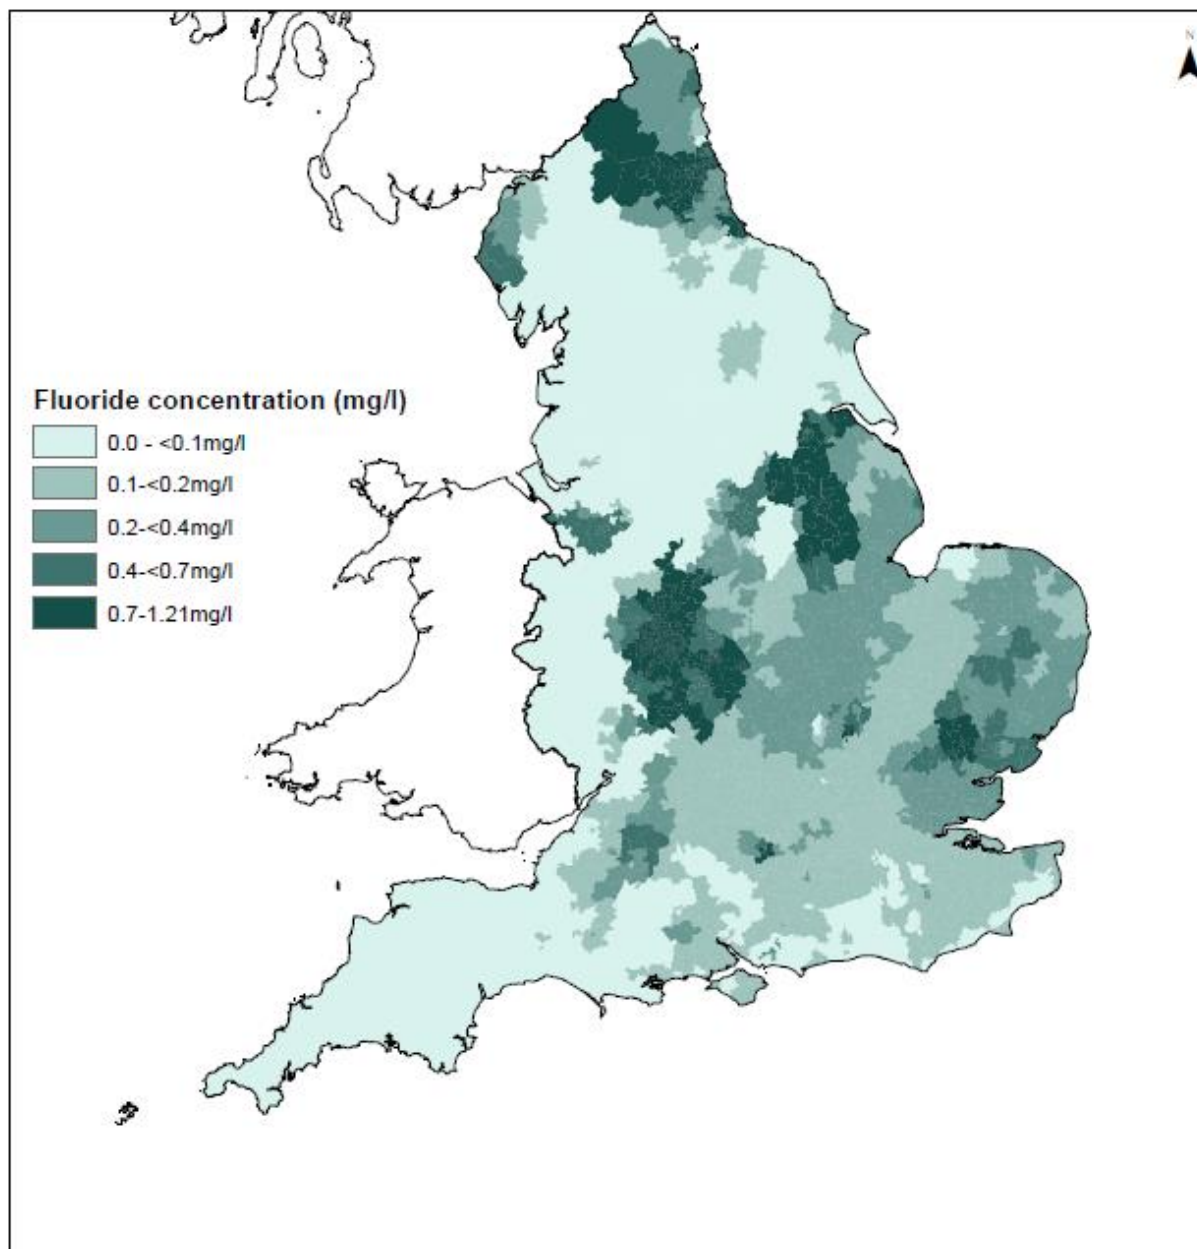 N
Fluoride concentration (mg/l)
0.0 - <0.1mg/l
0.1-<0.2mg/l
0.2-<0.4mg/l
0.4-<0.7mg/l
0.7-1.21mg/l